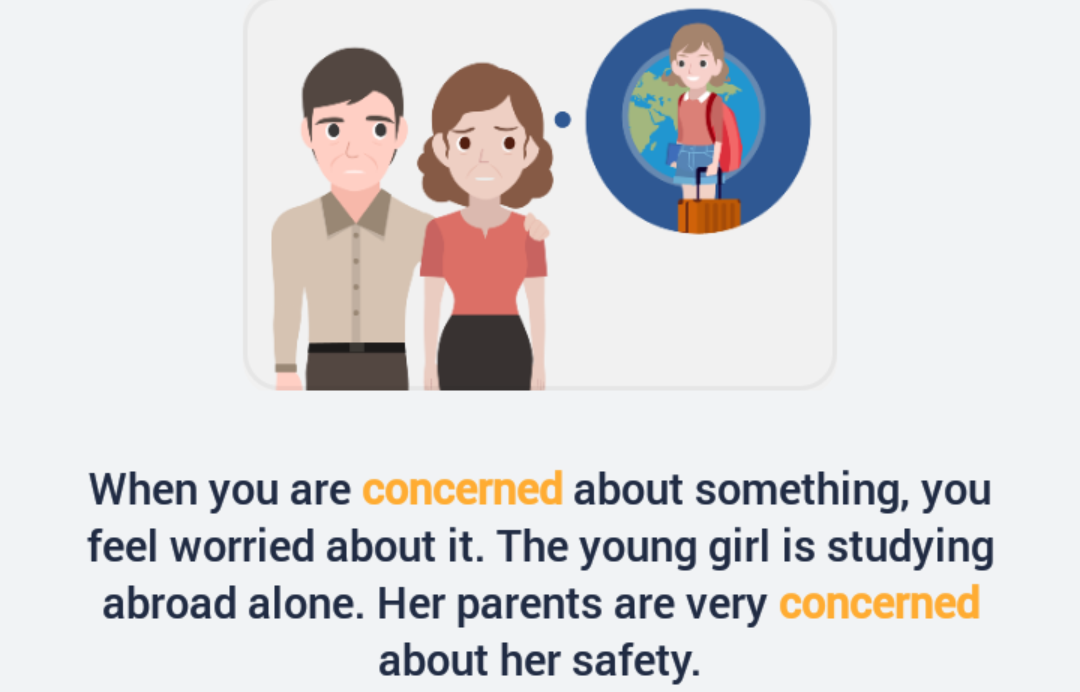 When you are concerned about something, you
feel worried about it. The young girl is studying
abroad alone. Her parents are very concerned
about her safety.